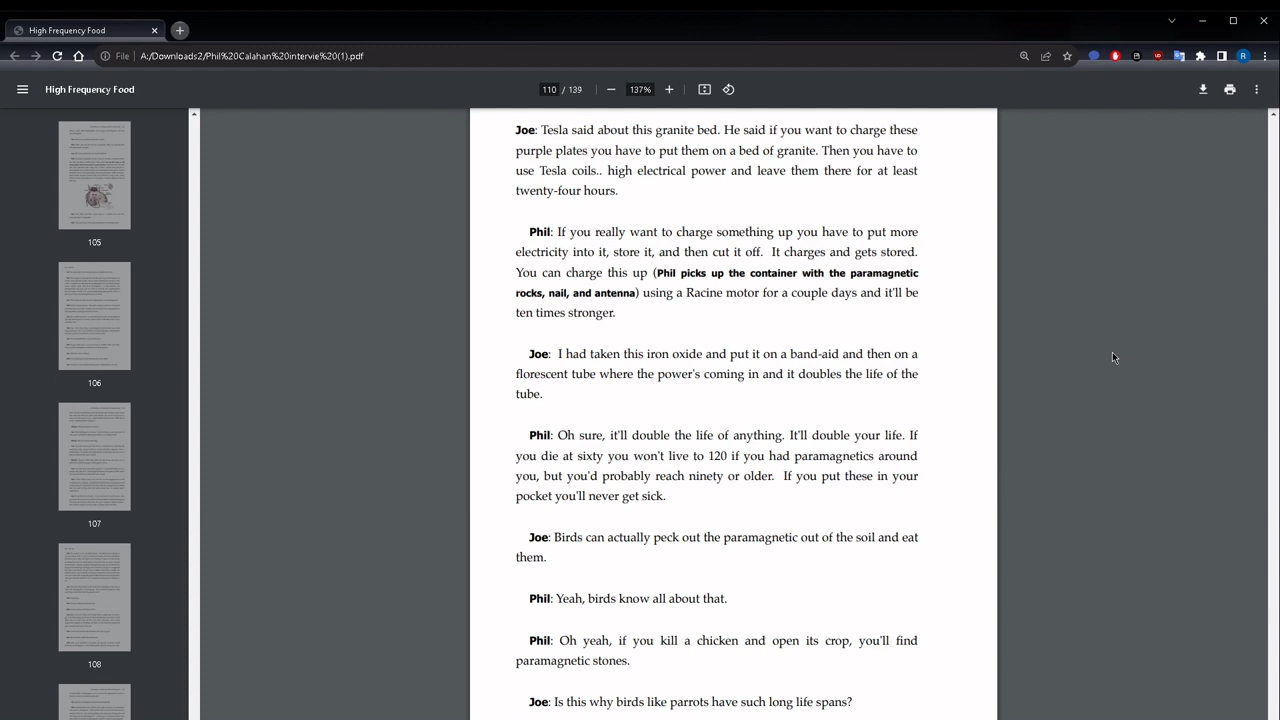 High Frequency Food
File
A:/Downloads2/Phil%20Calahan%20intervie%20(1).pdf
R
High Frequency Food
110 / 139
137%
105
106
107
108
Joe: Tesla said about this granite bed. He said if you want to charge these
purple plates you have to put them on a bed of granite. Then you have to
use Tesla coils.. high electrical power and leave them there for at least
twenty-four hours.
Phil: If you really want to charge something up you have to put more
electricity into it, store it, and then cut it off. It charges and gets stored.
You can charge this up (Phil picks up the container with the paramagnetic
rocks, nail, and antenna) using a Racine motor for a couple days and it'll be
ten times stronger.
Joe: I had taken this iron oxide and put it on a band-aid and then on a
florescent tube where the power's coming in and it doubles the life of the
tube.
Phil: Oh sure, it'll double the life of anything. It'll double your life. If
you die at sixty you won't live to 120 if you had paramagnetics around
you, but you'd probably reach ninety or older. If you put these in your
pocket you'll never get sick.
Joe: Birds can actually peck out the paramagnetic out of the soil and eat
them.
Phil: Yeah, birds know all about that.
Oh yeah, if you kill a chicken and open its crop, you'll find
paramagnetic stones.
Joe: Is this why birds like parrots have such long life spans?